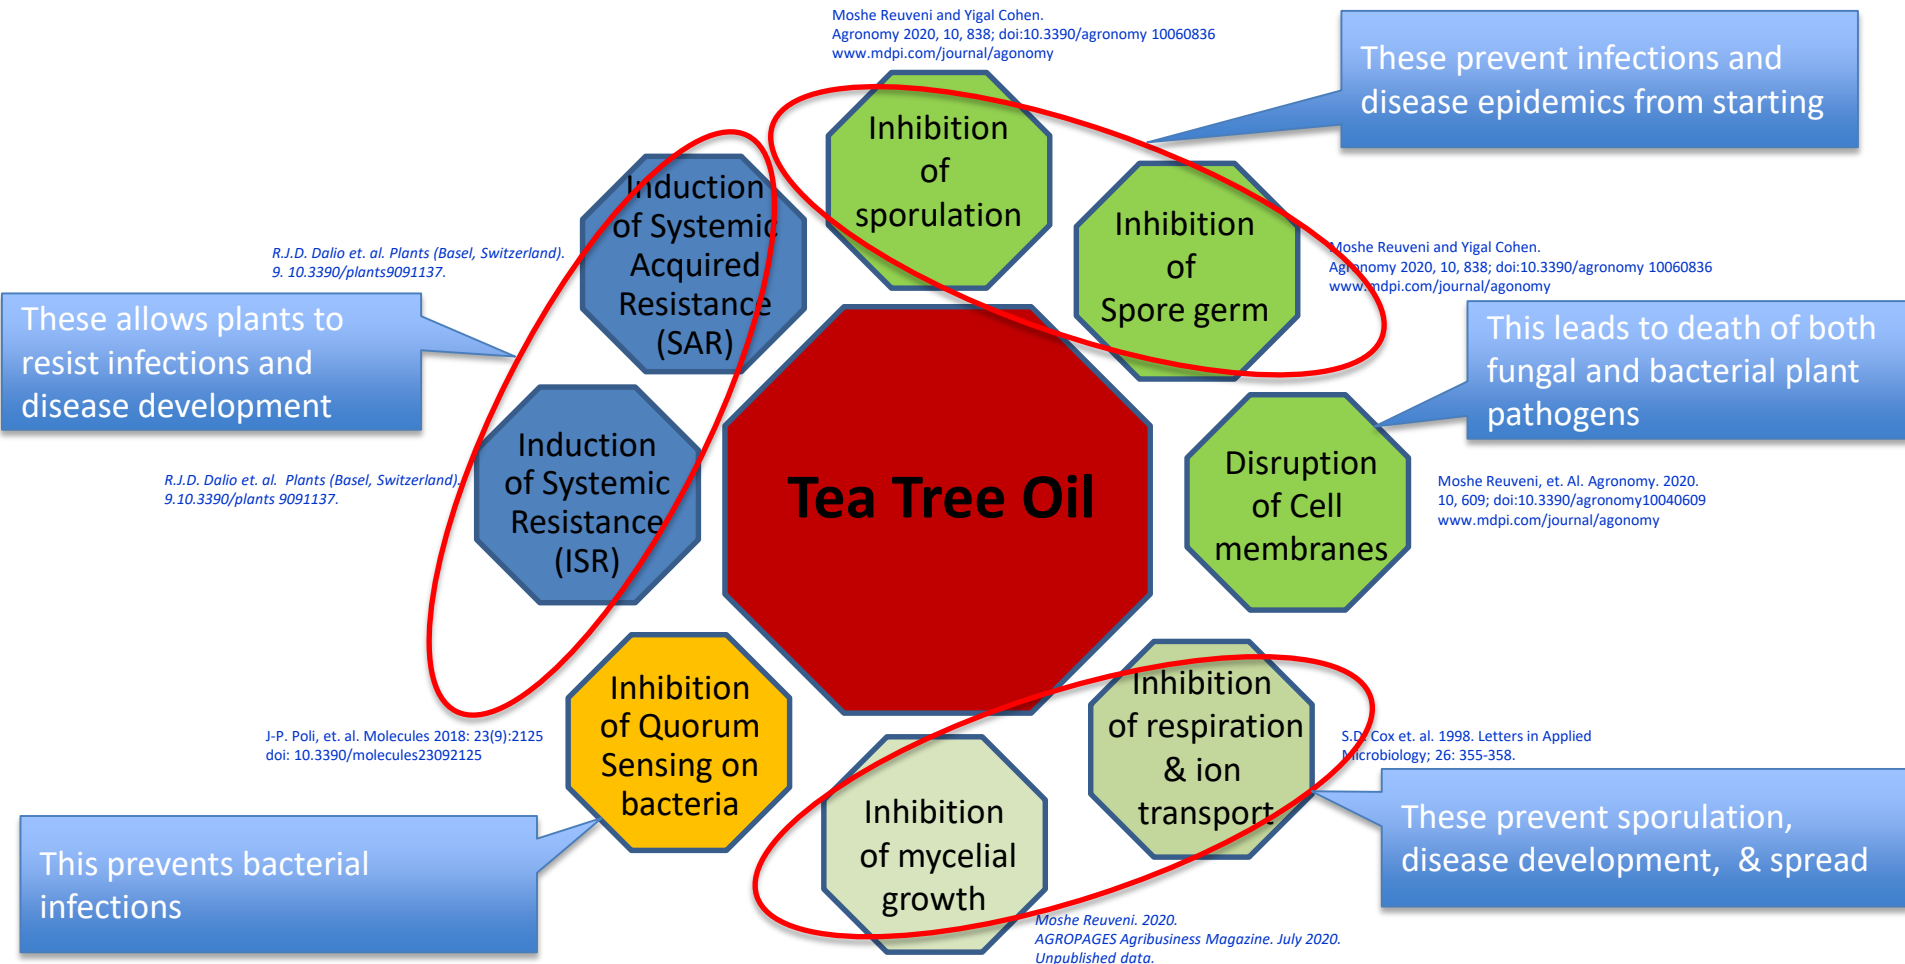 Moshe Reuveni and Yigal Cohen.
Agronomy 2020, 10, 838; doi:10.3390/agronomy 10060836
www.mdpi.com/journal/agonomy
These prevent infections and
disease epidemics from starting
Inhibition
of
sporulation
Induction
of Systemic
Acquired
Resistance
(SAR)
Inhibition
of
Spore germ
R.J.D. Dalio et. al. Plants (Basel, Switzerland).
9. 10.3390/plants9091137.
Moshe Reuveni and Yigal Cohen.
Agronomy 2020, 10, 838; doi:10.3390/agronomy 10060836
www.mdpi.com/journal/agonomy
These allows plants to
resist infections and
disease development
This leads to death of both
fungal and bacterial plant
pathogens
Induction
of Systemic
Resistance
(ISR)
Tea Tree Oil
Disruption
of Cell
membranes
R.J.D. Dalio et. al. Plants (Basel, Switzerland).
9.10.3390/plants 9091137.
Moshe Reuveni, et. Al. Agronomy. 2020.
10, 609; doi:10.3390/agronomy10040609
www.mdpi.com/journal/agonomy
Inhibition
of Quorum
Sensing on
bacteria
Inhibition
of respiration
& ion
transport
J-P. Poli, et. al. Molecules 2018: 23(9):2125
doi: 10.3390/molecules23092125
S.D. Cox et. al. 1998. Letters in Applied
Microbiology; 26: 355-358.
Inhibition
of mycelial
growth
These prevent sporulation,
disease development,  & spread
This prevents bacterial
infections
Moshe Reuveni. 2020.
AGROPAGES Agribusiness Magazine. July 2020.
Unpublished data.